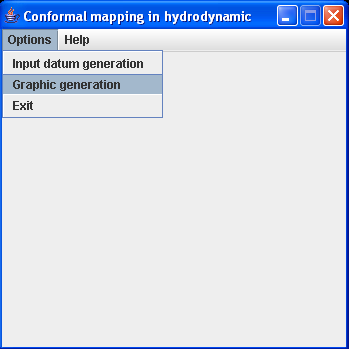 Conformal mapping in hydrodynamic
Options Help
Input datum generation
Graphic generation
Exit